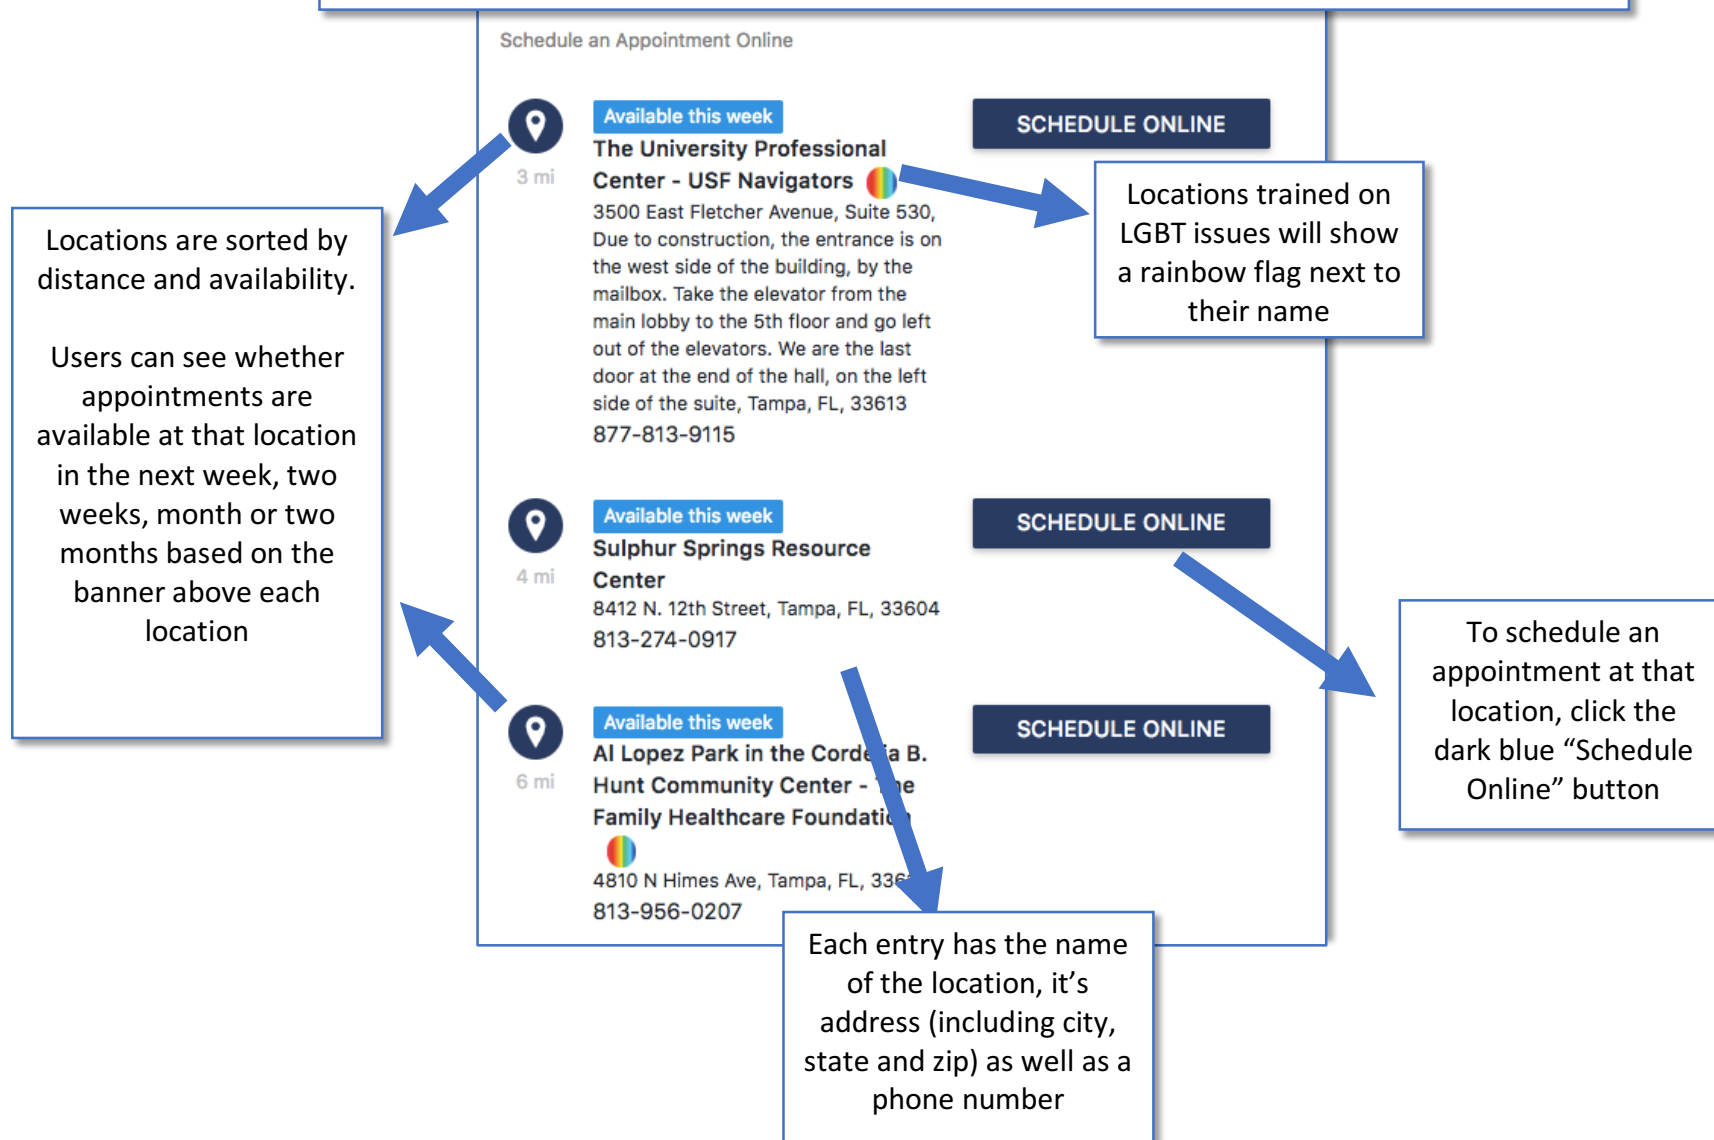 Schedule an Appointment Online
Available this week
SCHEDULE ONLINE
The University Professional
3 mi
Center - USF Navigators
3500 East Fletcher Avenue, Suite 530,
Due to construction, the entrance is on
the west side of the building, by the
mailbox. Take the elevator from the
main lobby to the 5th floor and go left
out of the elevators. We are the last
door at the end of the hall, on the left
side of the suite, Tampa, FL, 33613
877-813-9115
Locations trained on
LGBT issues will show
a rainbow flag next to
their name
Locations are sorted by
distance and availability.
Users can see whether
appointments are
available at that location
in the next week, two
weeks, month or two
months based on the
banner above each
location
Available this week
SCHEDULE ONLINE
Sulphur Springs Resource
4 mi
Center
8412 N. 12th Street, Tampa, FL, 33604
813-274-0917
To schedule an
appointment at that
location, click the
dark blue “Schedule
Online” button
Available this week
SCHEDULE ONLINE
Al Lopez Park in the B.
6 mi
Hunt Community Center -
Family Healthcare Foundation
4810 N Himes Ave, Tampa, FL,
813-956-0207
Each entry has the name
of the location, it’s
address (including city,
state and zip) as well as a
phone number